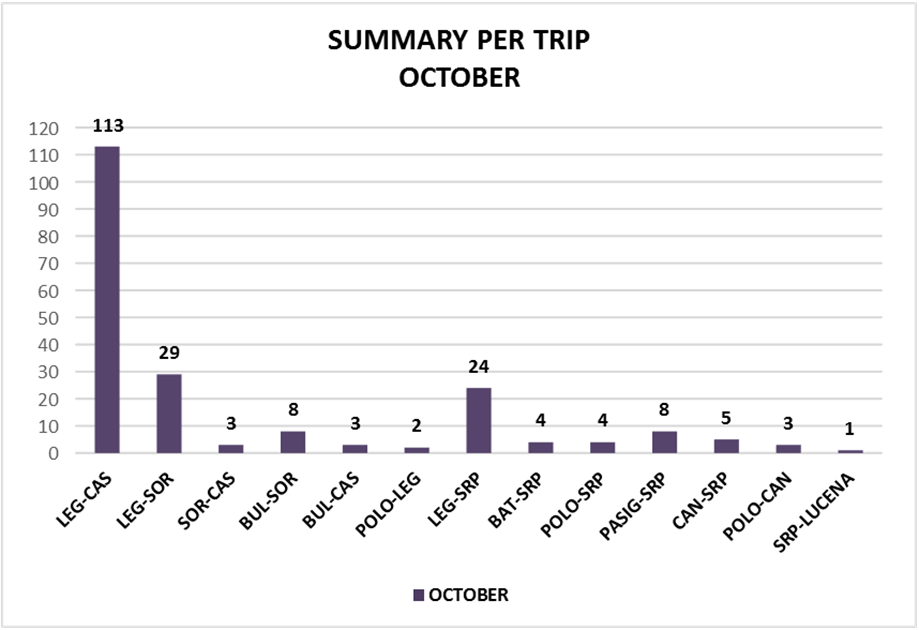 SUMMARY PER TRIP
OCTOBER
120
110
100
90
80
70
60
50
40
30
20
10
0
113
29
3
8
3
2
24
4
4
8
5
3
1
LEG-CAS
LEG-SOR
SOR-CAS
BUL-SOR
BUL-CAS
POLO-LEG
LEG-SRP
BAT-SRP
POLO-SRP
PASIG-SRP
CAN-SRP
POLO-CAN
SRP-LUCENA
OCTOBER